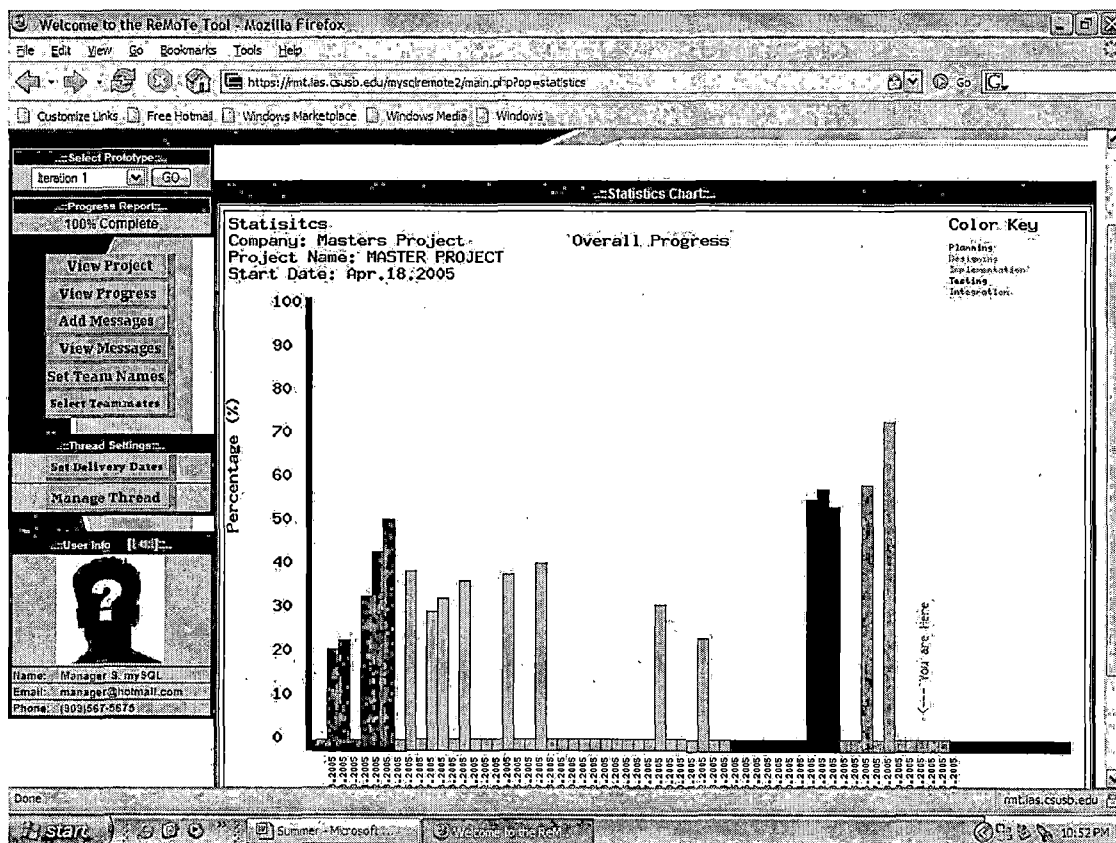 Welcome to the ReMoTe Tool - Mozilla Firefox
File Edit View Go Bookmarks Tools Help
https://rmt.ias.csusb.edu/mysqlremote2/main.php?op=statistics
Go
Customize Links Free Hotmail Windows Marketplace Windows Media Windows
..::Select Prototype::..
Iteration 1 GO
..::Progress Report::..
100% Complete
View Project
View Progress
Add Messages
View Messages
Set Team Names
Select Teammates
..::Thread Settings::..
Set Delivery Dates
Manage Thread
..::User Info
?
Name: Manager S. mySQL
Email: manager@hotmail.com
Phone: (909)567-5675
..::Statistics Chart::..
Statisitcs
Company: Masters Project
Project Name: MASTER PROJECT
Start Date: Apr.18.2005
Overall Progress
Color Key
Planning
Designing
Implementation
Testing
Integration
Percentage (%)
100
90
80
70
60
50
40
30
20
10
0
<--- You are Here
Done
rmt.ias.csusb.edu
start
Summer - Microsoft ...
Welcome to the ReM...
10:52 PM